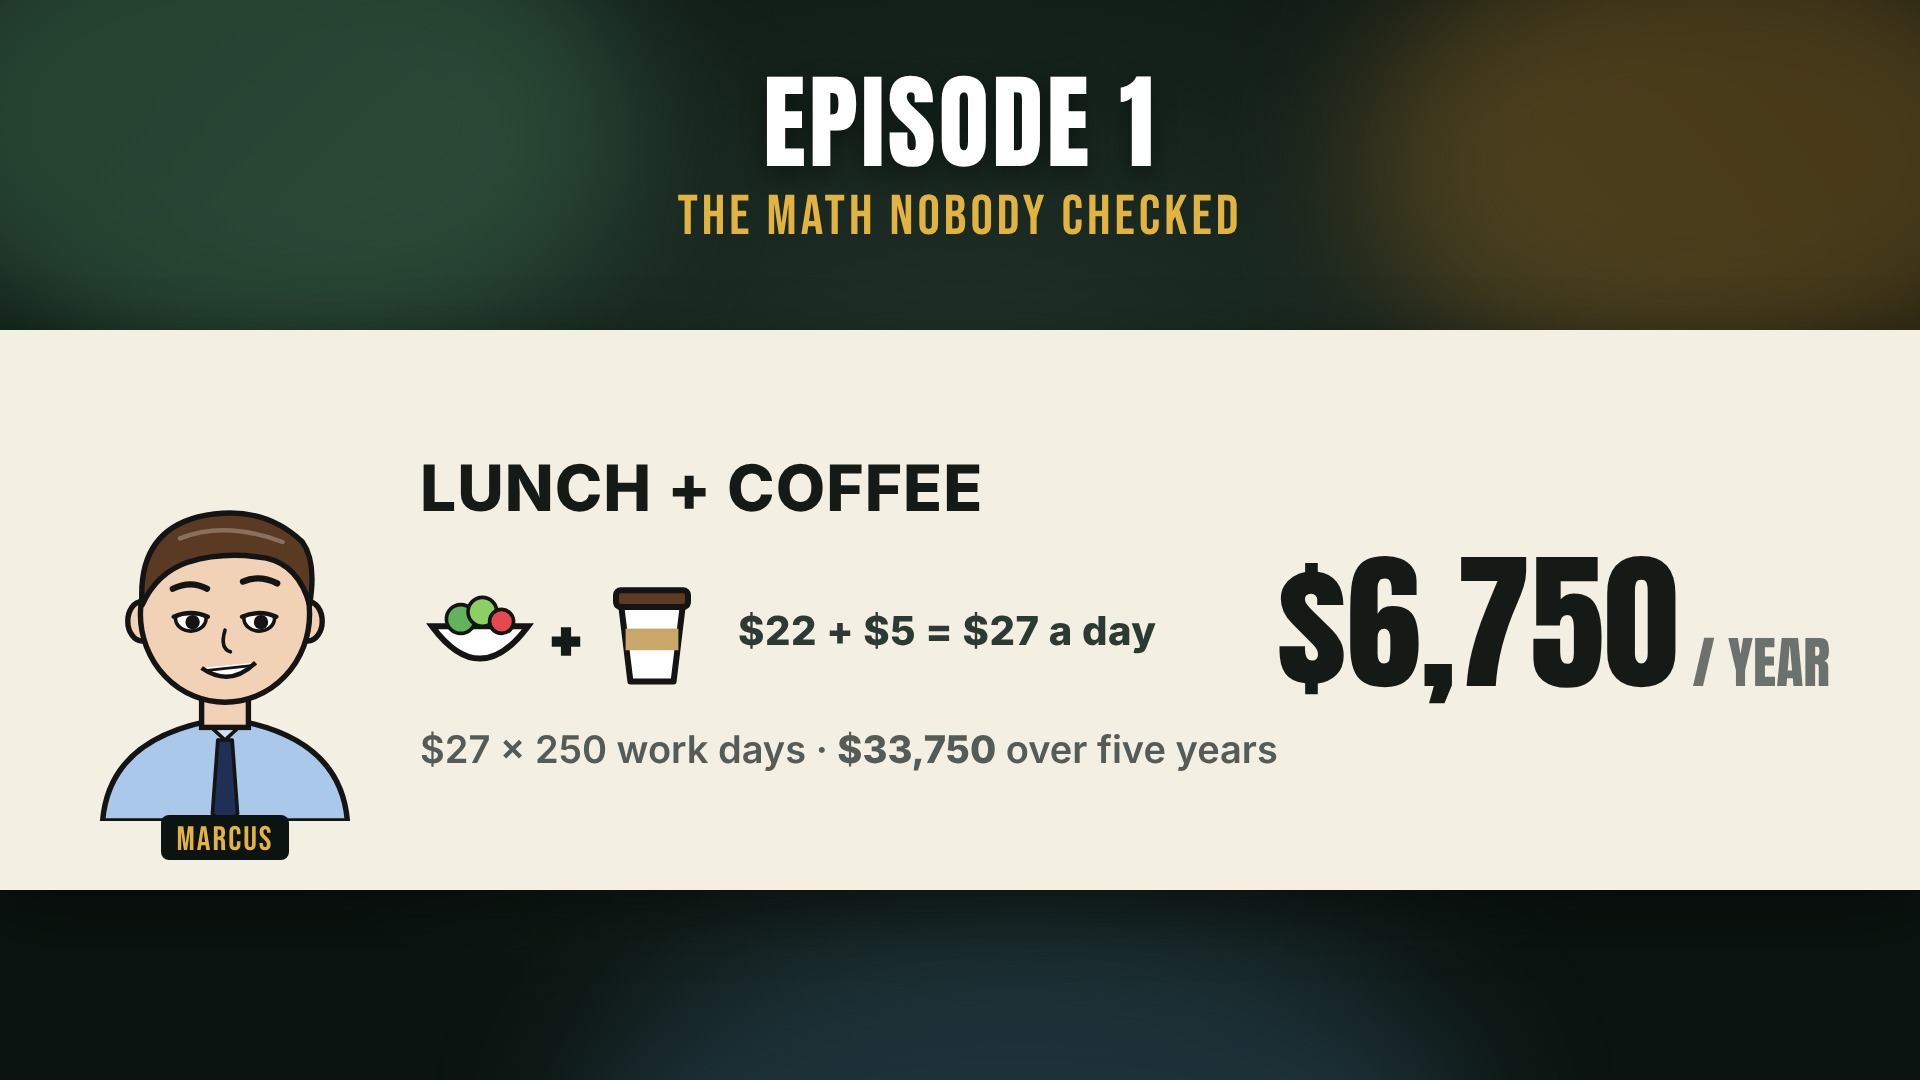 EPISODE 1
THE MATH NOBODY CHECKED
LUNCH + COFFEE
+
$22 + $5 = $27 a day
$6,750 / YEAR
$27 × 250 work days · $33,750 over five years
MARCUS